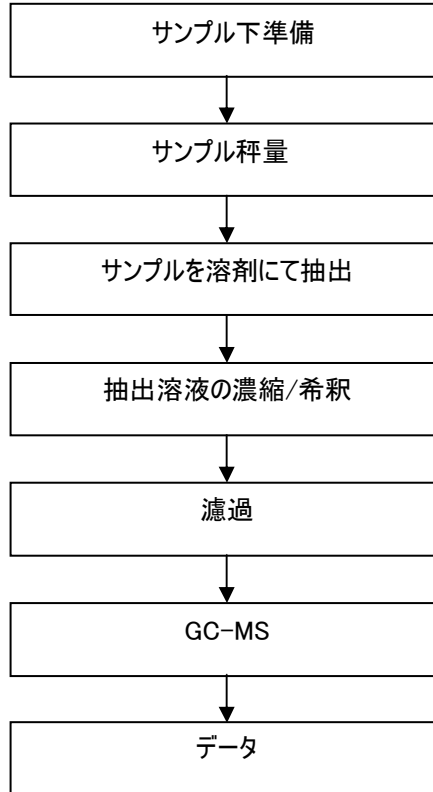 サンプル下準備
サンプル秤量
サンプルを溶剤にて抽出
抽出溶液の濃縮/希釈
濾過
GC-MS
データ